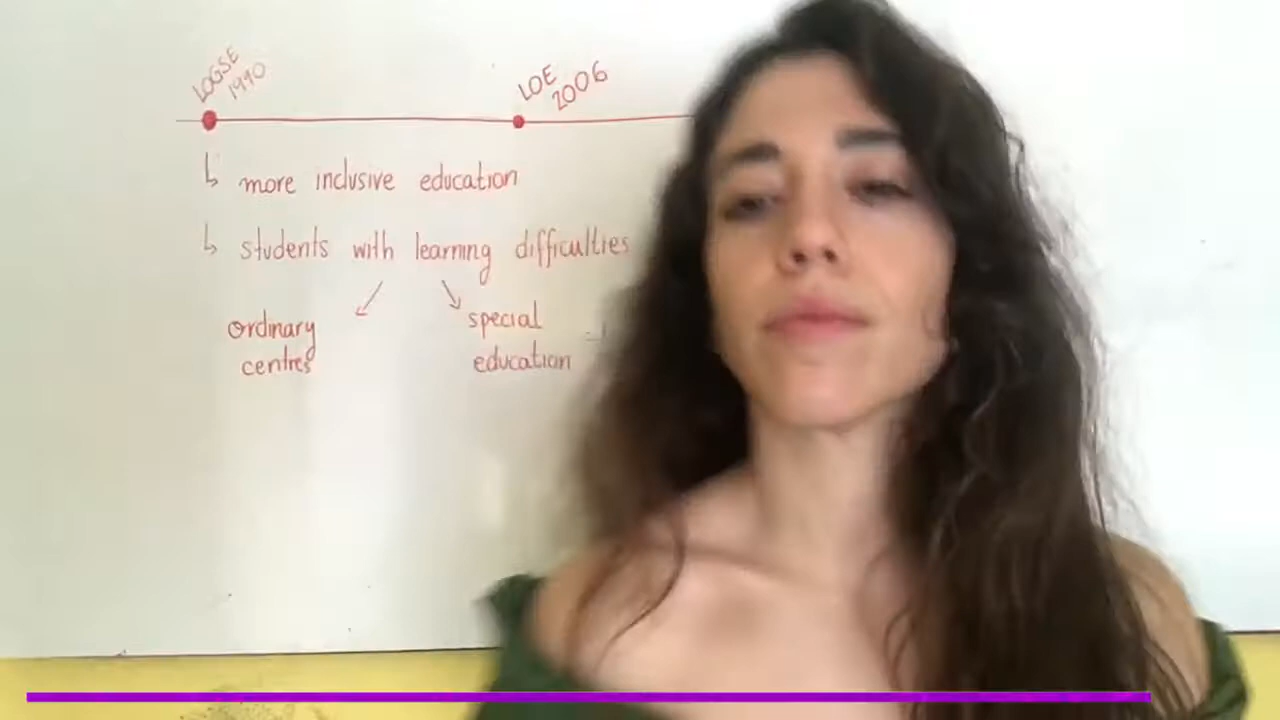 LOGSE
1990
LOE
2006
↳ more inclusive education
↳ students with learning difficulties
ordinary
centres
special
education